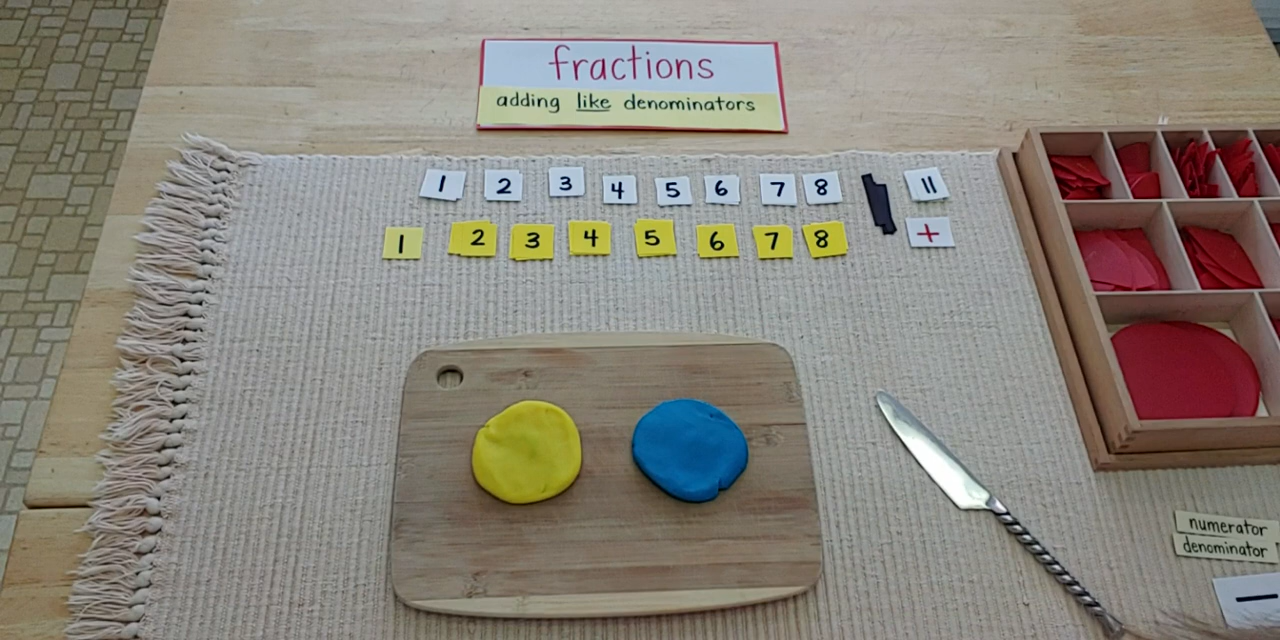 fractions
adding like denominators
1 2 3 4 5 6 7 8 =
1 2 3 4 5 6 7 8 +
numerator
denominator